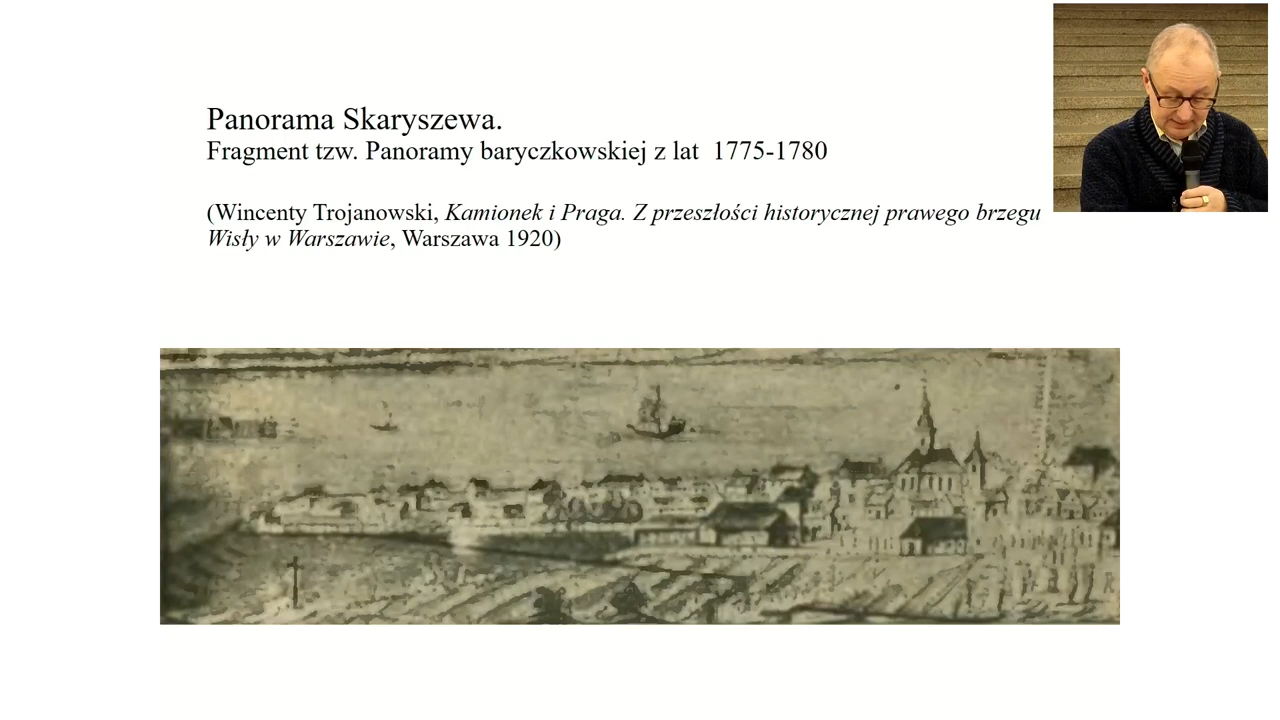 Panorama Skaryszewa.
Fragment tzw. Panoramy baryczkowskiej z lat  1775-1780
(Wincenty Trojanowski, Kamionek i Praga. Z przeszłości historycznej prawego brzegu
Wisły w Warszawie, Warszawa 1920)